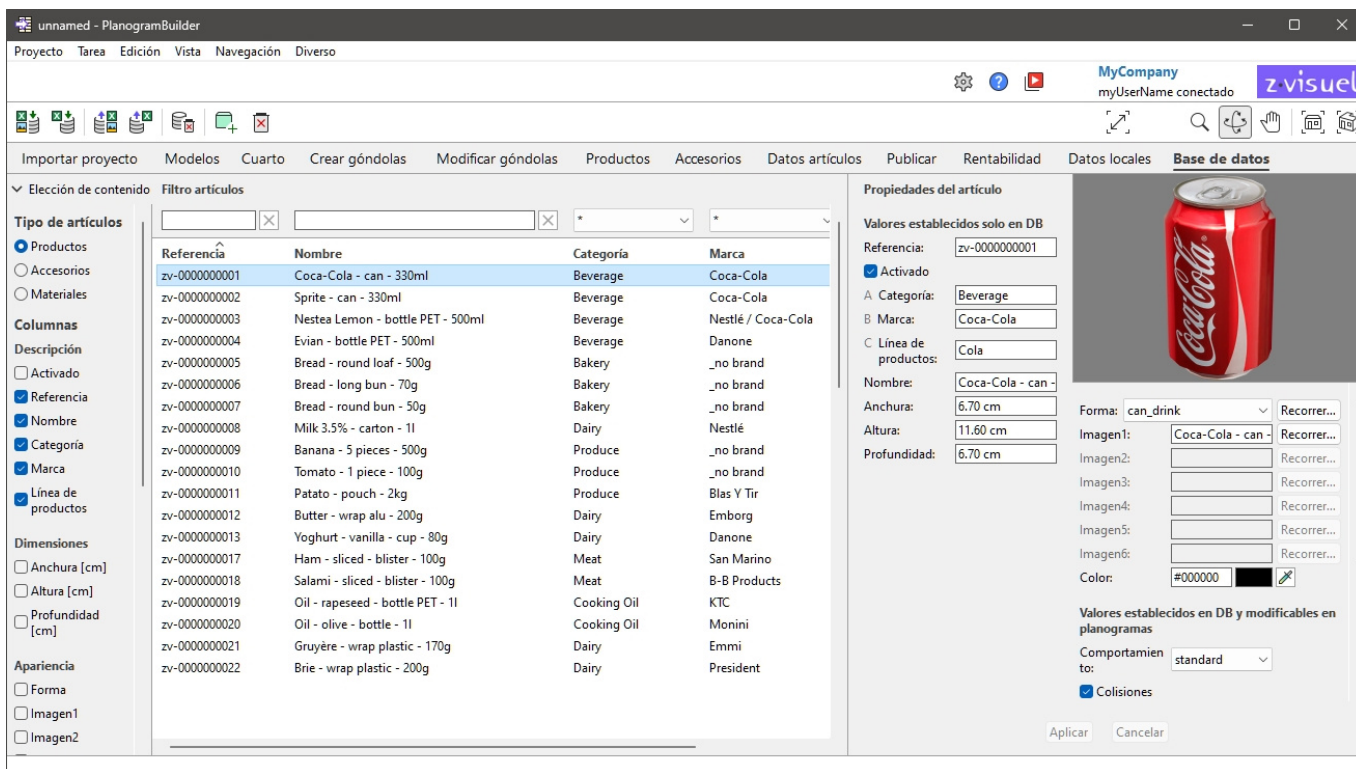 unnamed - PlanogramBuilder
Proyecto Tarea Edición Vista Navegación Diverso
MyCompany
myUserName conectado
z·visuel
Importar proyecto Modelos Cuarto Crear góndolas Modificar góndolas Productos Accesorios Datos artículos Publicar Rentabilidad Datos locales Base de datos
Elección de contenido
Tipo de artículos
Productos
Accesorios
Materiales
Columnas
Descripción
Activado
Referencia
Nombre
Categoría
Marca
Línea de
productos
Dimensiones
Anchura [cm]
Altura [cm]
Profundidad
[cm]
Apariencia
Forma
Imagen1
Imagen2
Filtro artículos
* *
Referencia Nombre Categoría Marca
zv-0000000001 Coca-Cola - can - 330ml Beverage Coca-Cola
zv-0000000002 Sprite - can - 330ml Beverage Coca-Cola
zv-0000000003 Nestea Lemon - bottle PET - 500ml Beverage Nestlé / Coca-Cola
zv-0000000004 Evian - bottle PET - 500ml Beverage Danone
zv-0000000005 Bread - round loaf - 500g Bakery _no brand
zv-0000000006 Bread - long bun - 70g Bakery _no brand
zv-0000000007 Bread - round bun - 50g Bakery _no brand
zv-0000000008 Milk 3.5% - carton - 1l Dairy Nestlé
zv-0000000009 Banana - 5 pieces - 500g Produce _no brand
zv-0000000010 Tomato - 1 piece - 100g Produce _no brand
zv-0000000011 Patato - pouch - 2kg Produce Blas Y Tir
zv-0000000012 Butter - wrap alu - 200g Dairy Emborg
zv-0000000013 Yoghurt - vanilla - cup - 80g Dairy Danone
zv-0000000017 Ham - sliced - blister - 100g Meat San Marino
zv-0000000018 Salami - sliced - blister - 100g Meat B-B Products
zv-0000000019 Oil - rapeseed - bottle PET - 1l Cooking Oil KTC
zv-0000000020 Oil - olive - bottle - 1l Cooking Oil Monini
zv-0000000021 Gruyère - wrap plastic - 170g Dairy Emmi
zv-0000000022 Brie - wrap plastic - 200g Dairy President
Propiedades del artículo
Valores establecidos solo en DB
Referencia: zv-0000000001
Activado
A Categoría: Beverage
B Marca: Coca-Cola
C Línea de
productos: Cola
Nombre: Coca-Cola - can -
Anchura: 6.70 cm
Altura: 11.60 cm
Profundidad: 6.70 cm
Coca-Cola
Forma: can_drink Recorrer...
Imagen1: Coca-Cola - can - Recorrer...
Imagen2: Recorrer...
Imagen3: Recorrer...
Imagen4: Recorrer...
Imagen5: Recorrer...
Imagen6: Recorrer...
Color: #000000
Valores establecidos en DB y modificables en
planogramas
Comportamien
to: standard
Colisiones
Aplicar Cancelar